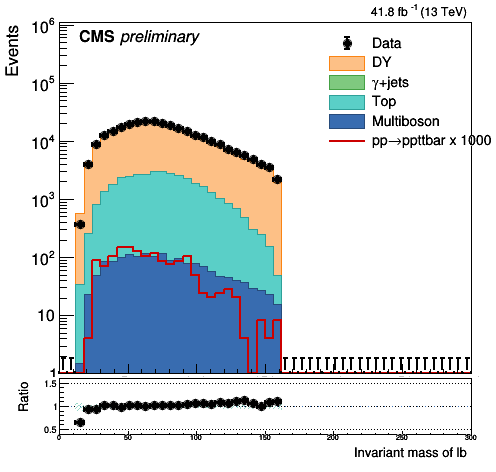 41.8 fb⁻¹ (13 TeV)
CMS preliminary
Events
10⁶
10⁵
10⁴
10³
10²
10
1
Data
DY
γ+jets
Top
Multiboson
pp→ppttbar x 1000
Ratio
1.5
1
0.5
0 50 100 150 200 250 300
Invariant mass of lb